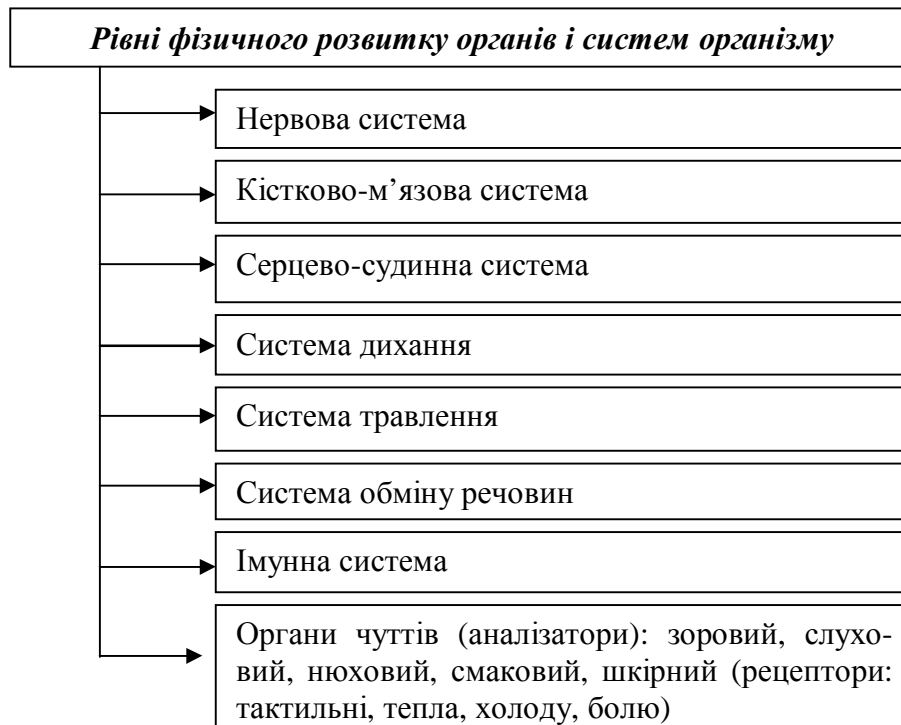 Рівні фізичного розвитку органів і систем організму
Нервова система
Кістково-м’язова система
Серцево-судинна система
Система дихання
Система травлення
Система обміну речовин
Імунна система
Органи чуттів (аналізатори): зоровий, слухо-
вий, нюховий, смаковий, шкірний (рецептори:
тактильні, тепла, холоду, болю)